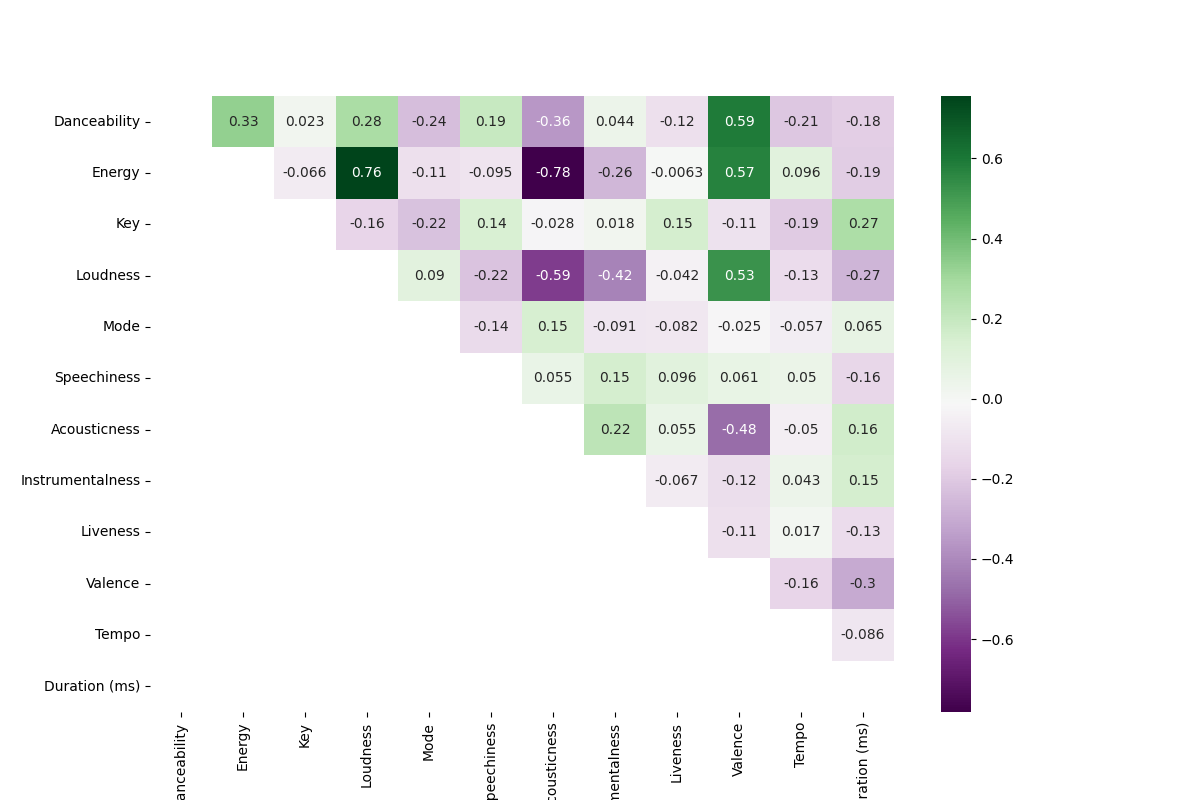 Danceability 0.33 0.023 0.28 -0.24 0.19 -0.36 0.044 -0.12 0.59 -0.21 -0.18
Energy -0.066 0.76 -0.11 -0.095 -0.78 -0.26 -0.0063 0.57 0.096 -0.19
Key -0.16 -0.22 0.14 -0.028 0.018 0.15 -0.11 -0.19 0.27
Loudness 0.09 -0.22 -0.59 -0.42 -0.042 0.53 -0.13 -0.27
Mode -0.14 0.15 -0.091 -0.082 -0.025 -0.057 0.065
Speechiness 0.055 0.15 0.096 0.061 0.05 -0.16
Acousticness 0.22 0.055 -0.48 -0.05 0.16
Instrumentalness -0.067 -0.12 0.043 0.15
Liveness -0.11 0.017 -0.13
Valence -0.16 -0.3
Tempo -0.086
Duration (ms)
anceability
Energy
Key
Loudness
Mode
peechiness
cousticness
mentalness
Liveness
Valence
Tempo
ration (ms)
0.6
0.4
0.2
0.0
−0.2
−0.4
−0.6